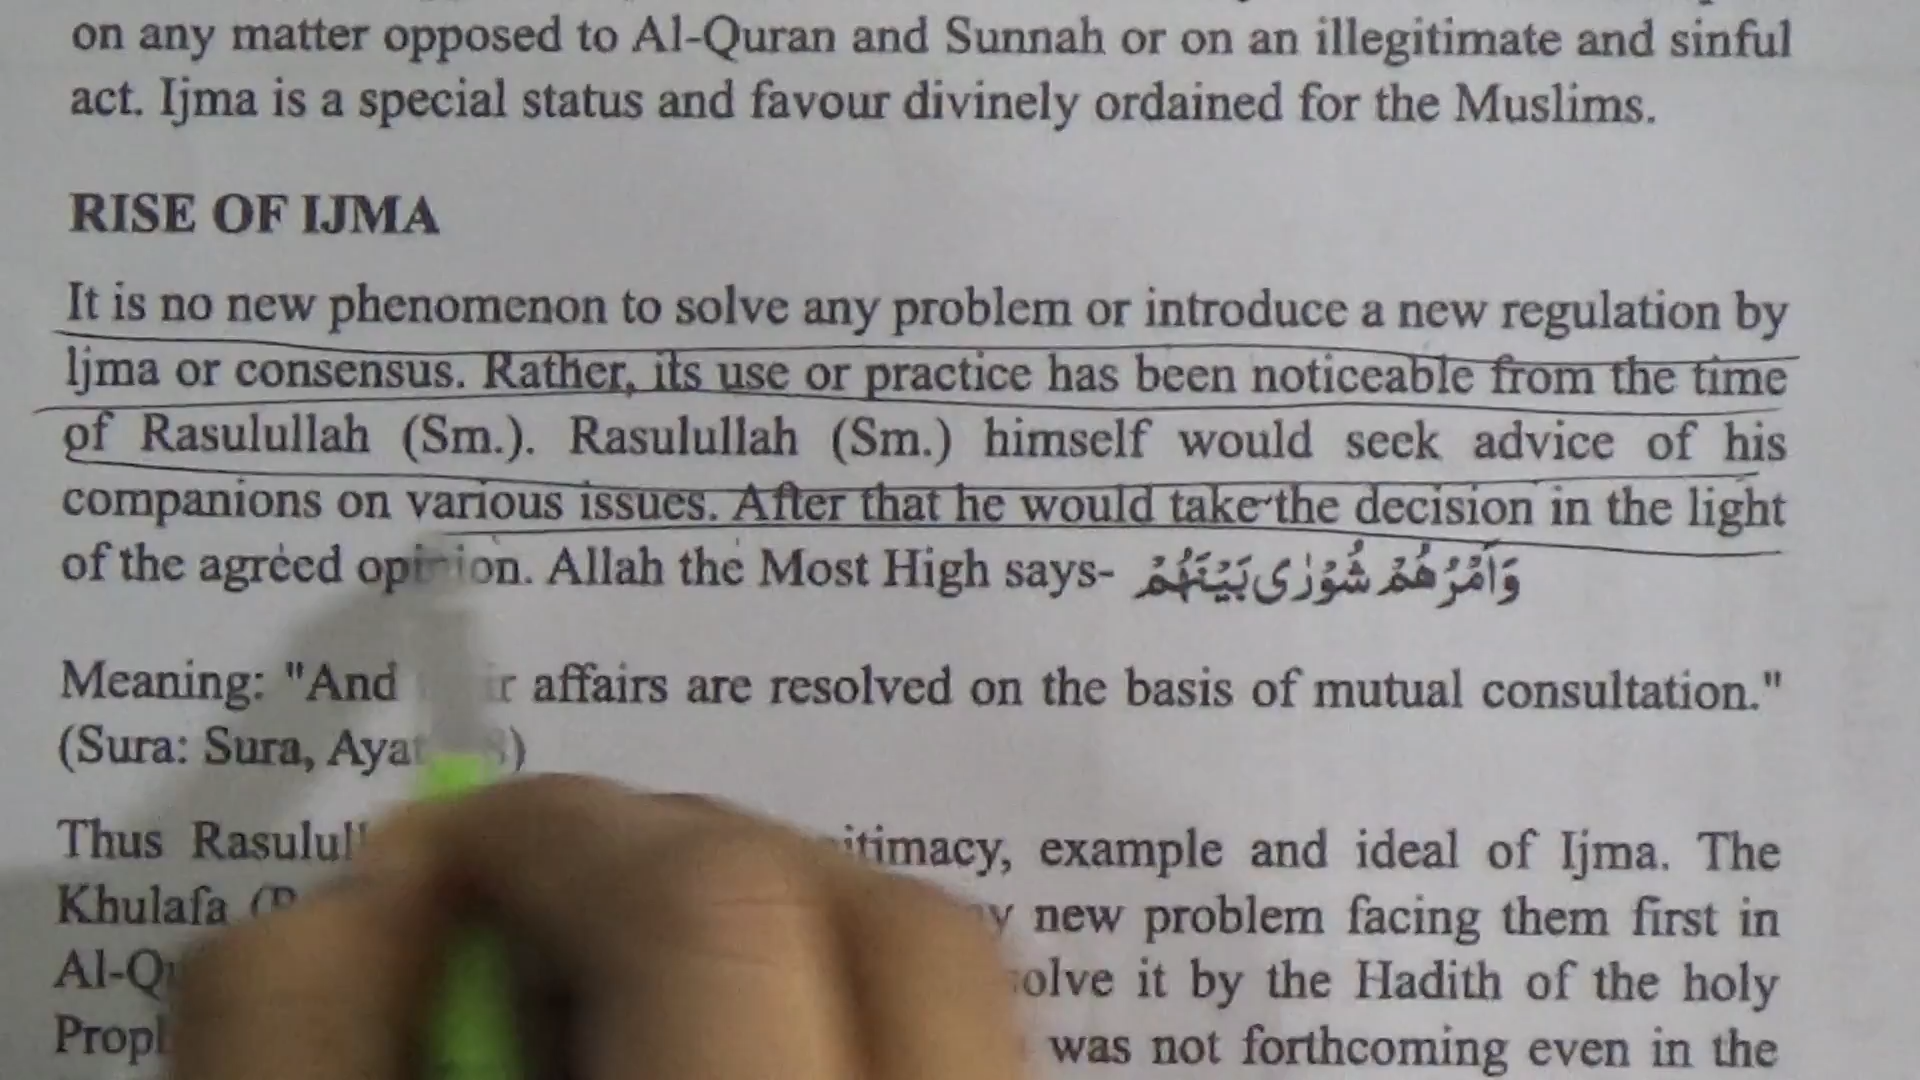 on any matter opposed to Al-Quran and Sunnah or on an illegitimate and sinful
act. Ijma is a special status and favour divinely ordained for the Muslims.
RISE OF IJMA
It is no new phenomenon to solve any problem or introduce a new regulation by
Ijma or consensus. Rather, its use or practice has been noticeable from the time
of Rasulullah (Sm.). Rasulullah (Sm.) himself would seek advice of his
companions on various issues. After that he would take the decision in the light
of the agreed opinion. Allah the Most High says- وَاَمْرُهُمْ شُوْرٰى بَيْنَهُمْ
Meaning: "And affairs are resolved on the basis of mutual consultation."
(Sura: Sura,
Thus example and ideal of Ijma. The
Khulafa new problem facing them first in
it by the Hadith of the holy
was not forthcoming even in the